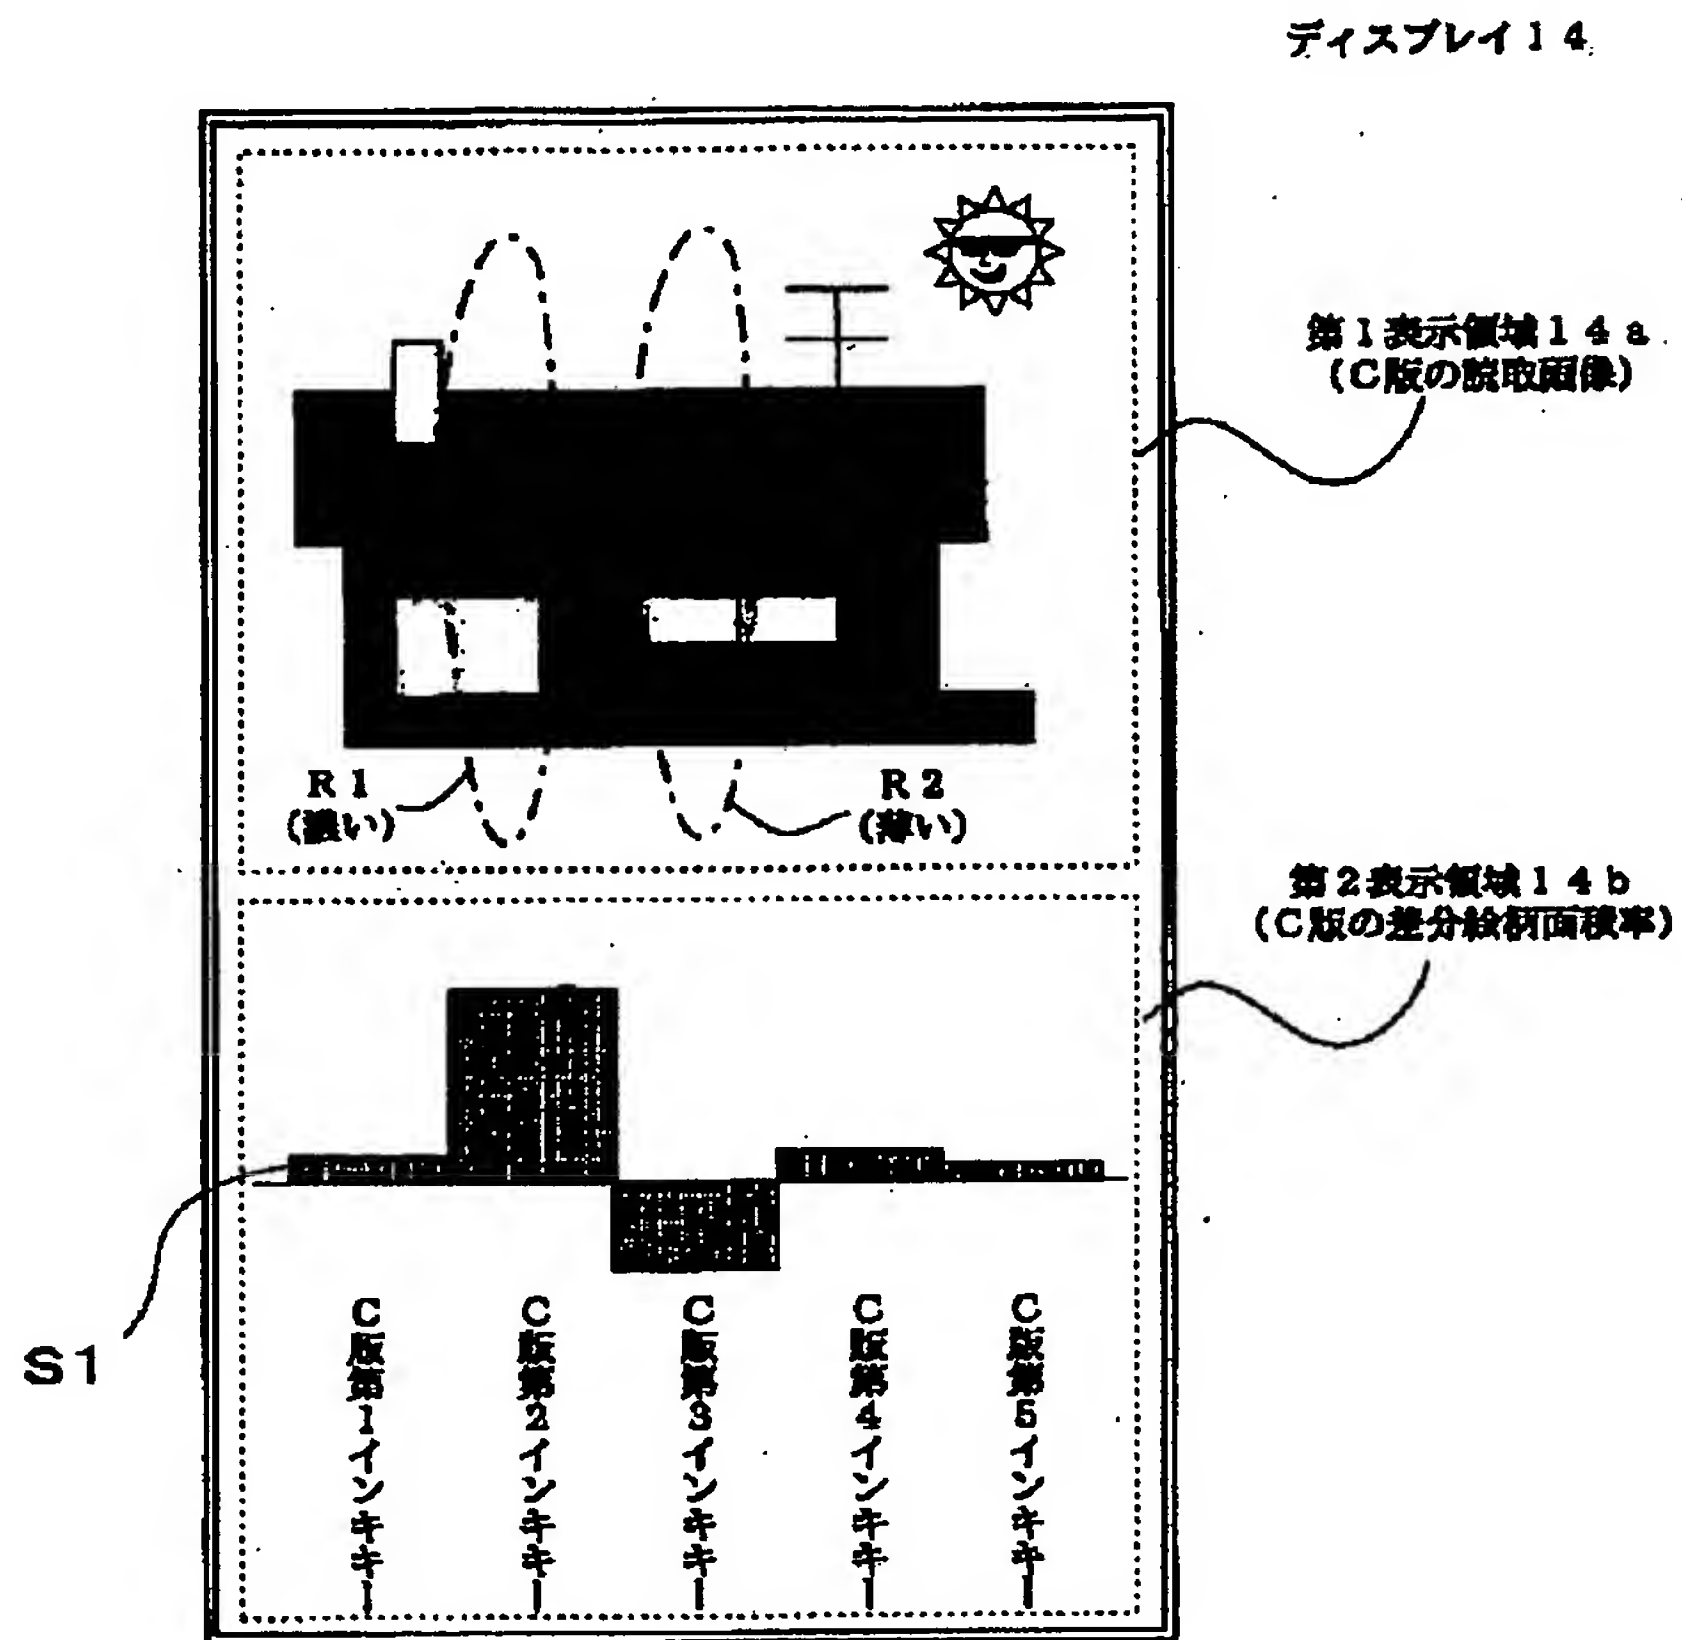 ディスプレイ14
第1表示領域14a
(C版の読取画像)
R1
(濃い)
R2
(薄い)
第2表示領域14b
(C版の差分絵柄面積率)
S1
C版第1インキキー
C版第2インキキー
C版第3インキキー
C版第4インキキー
C版第5インキキー